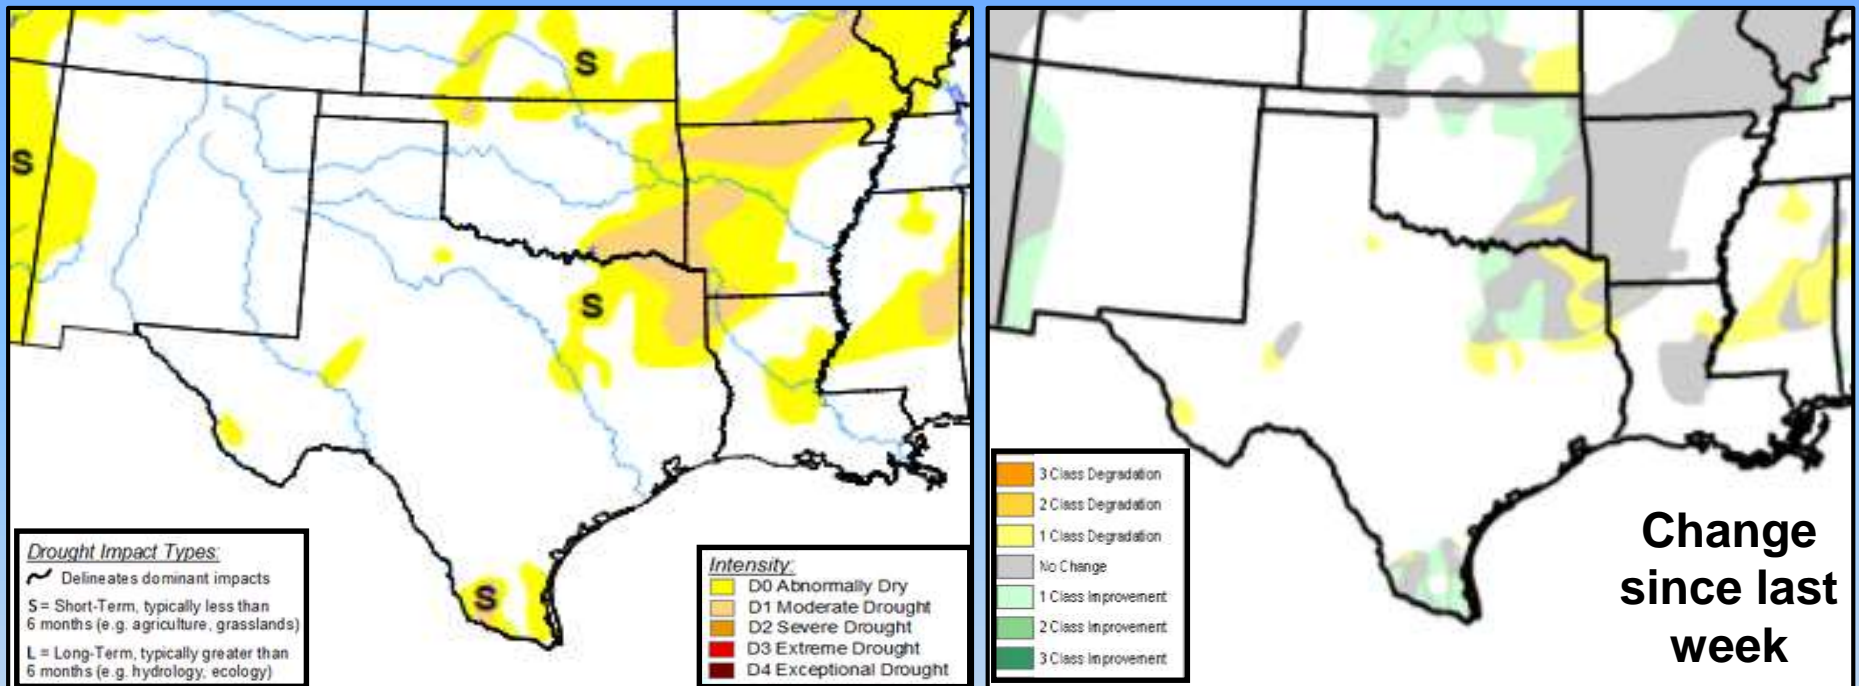 S
S
S
S
Drought Impact Types:
Delineates dominant impacts
S = Short-Term, typically less than
6 months (e.g. agriculture, grasslands)
L = Long-Term, typically greater than
6 months (e.g. hydrology, ecology)
Intensity:
D0 Abnormally Dry
D1 Moderate Drought
D2 Severe Drought
D3 Extreme Drought
D4 Exceptional Drought
3 Class Degradation
2 Class Degradation
1 Class Degradation
No Change
1 Class Improvement
2 Class Improvement
3 Class Improvement
Change
since last
week